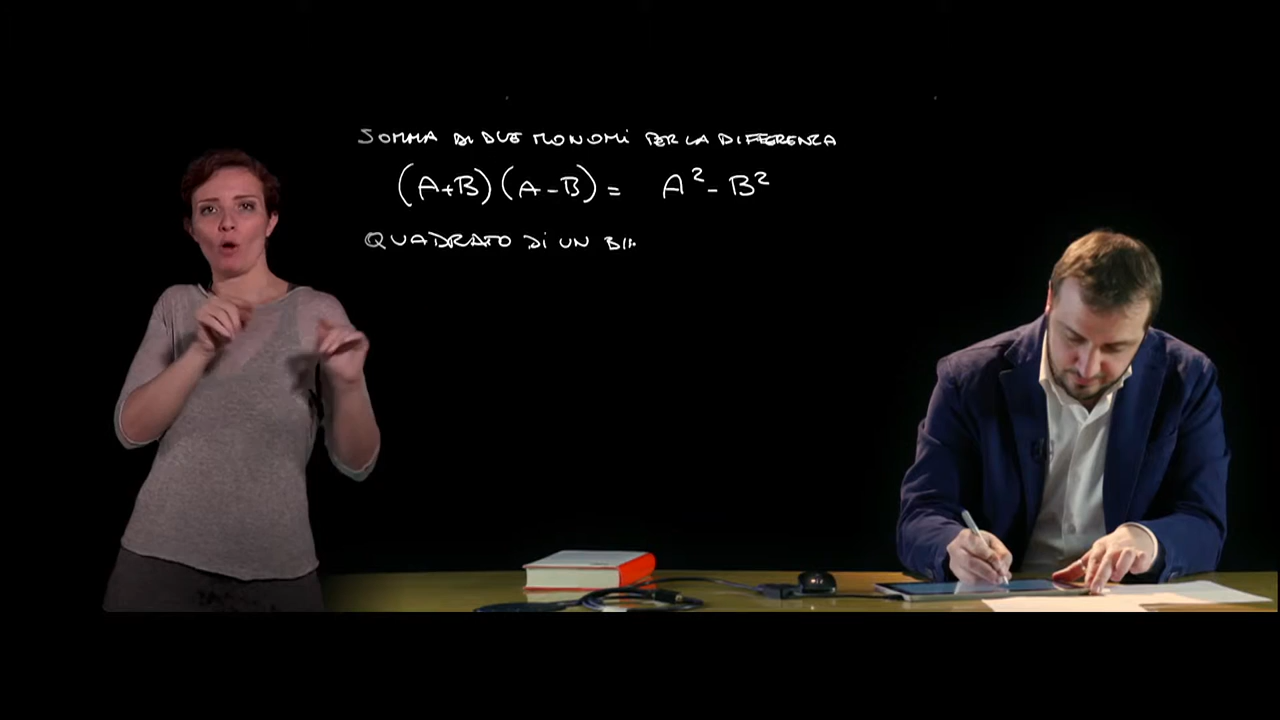 SOMMA DI DUE MONOMI PER LA DIFFERENZA
(A+B)(A-B) = A² - B²
QUADRATO DI UN